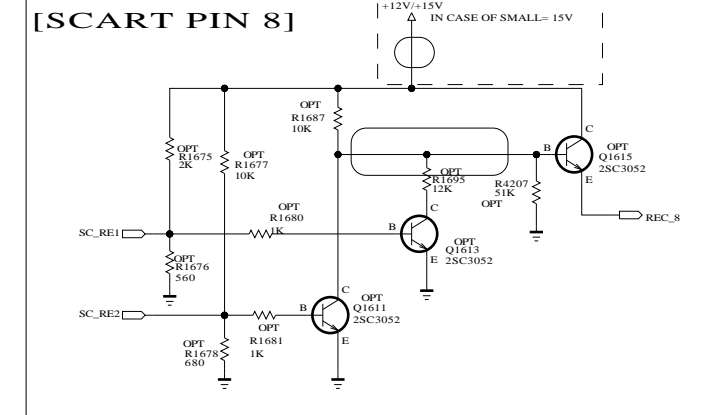 [SCART PIN 8]
+12V/+15V
IN CASE OF SMALL= 15V
OPT
R1687
10K
OPT
R1675
2K
OPT
R1677
10K
C
B
OPT
Q1615
2SC3052
E
OPT
R1695
12K
R4207
51K
OPT
OPT
R1680
1K
C
REC_8
SC_RE1
B
OPT
Q1613
2SC3052
E
OPT
R1676
560
C
OPT
Q1611
2SC3052
B
SC_RE2
OPT
R1681
1K
E
OPT
R1678
680